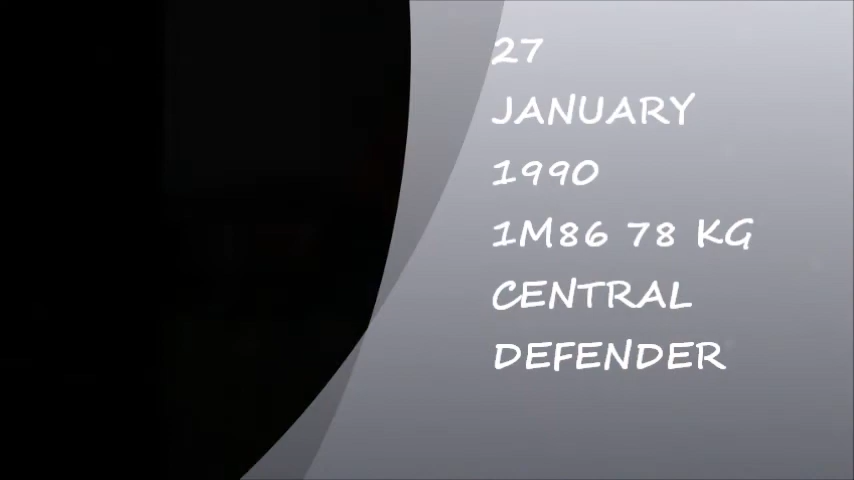 27
JANUARY
1990
1M86 78 KG
CENTRAL
DEFENDER